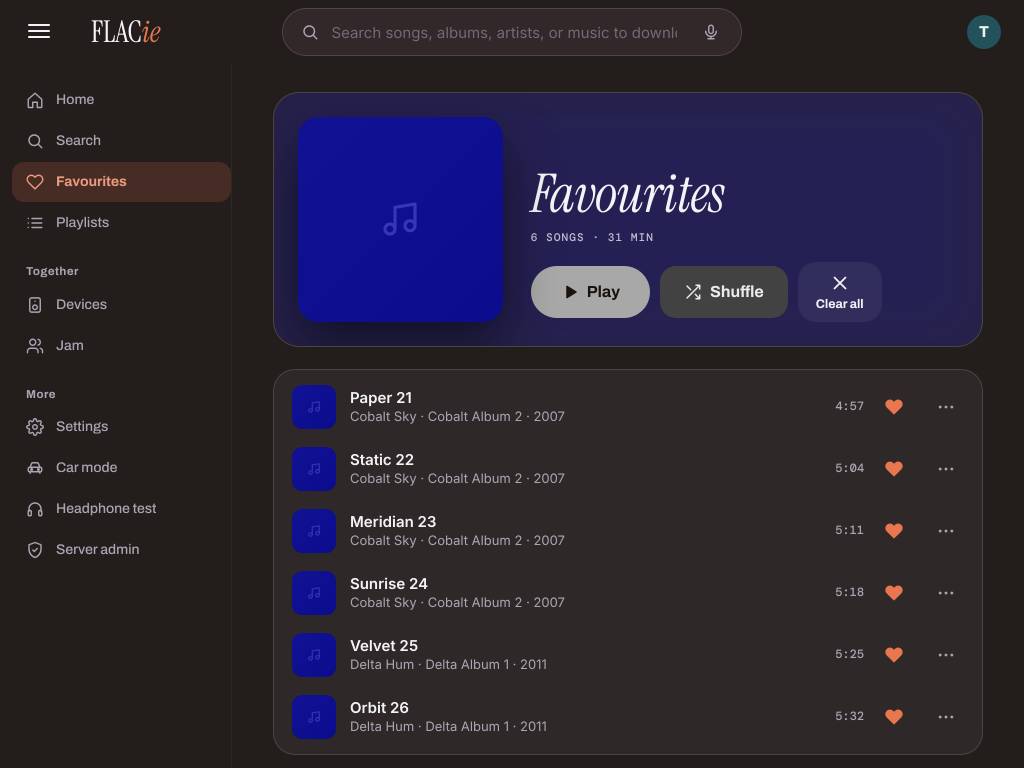 FLACie
Search songs, albums, artists, or music to downl
T
Home
Search
Favourites
Playlists
Together
Devices
Jam
More
Settings
Car mode
Headphone test
Server admin
Favourites
6 SONGS · 31 MIN
Play
Shuffle
Clear all
Paper 21
Cobalt Sky · Cobalt Album 2 · 2007
4:57
Static 22
Cobalt Sky · Cobalt Album 2 · 2007
5:04
Meridian 23
Cobalt Sky · Cobalt Album 2 · 2007
5:11
Sunrise 24
Cobalt Sky · Cobalt Album 2 · 2007
5:18
Velvet 25
Delta Hum · Delta Album 1 · 2011
5:25
Orbit 26
Delta Hum · Delta Album 1 · 2011
5:32